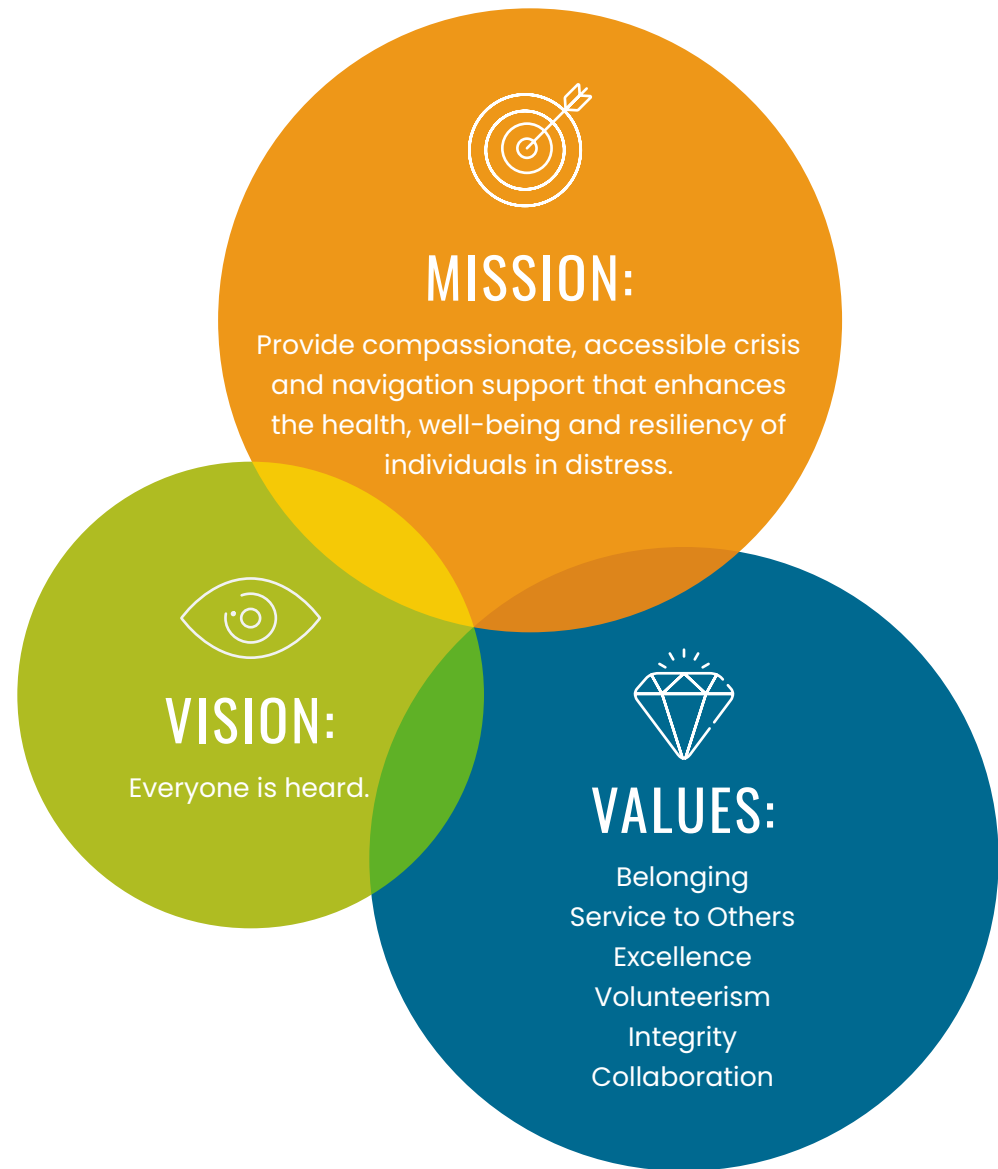 MISSION:
Provide compassionate, accessible crisis
and navigation support that enhances
the health, well-being and resiliency of
individuals in distress.
VISION:
Everyone is heard.
VALUES:
Belonging
Service to Others
Excellence
Volunteerism
Integrity
Collaboration